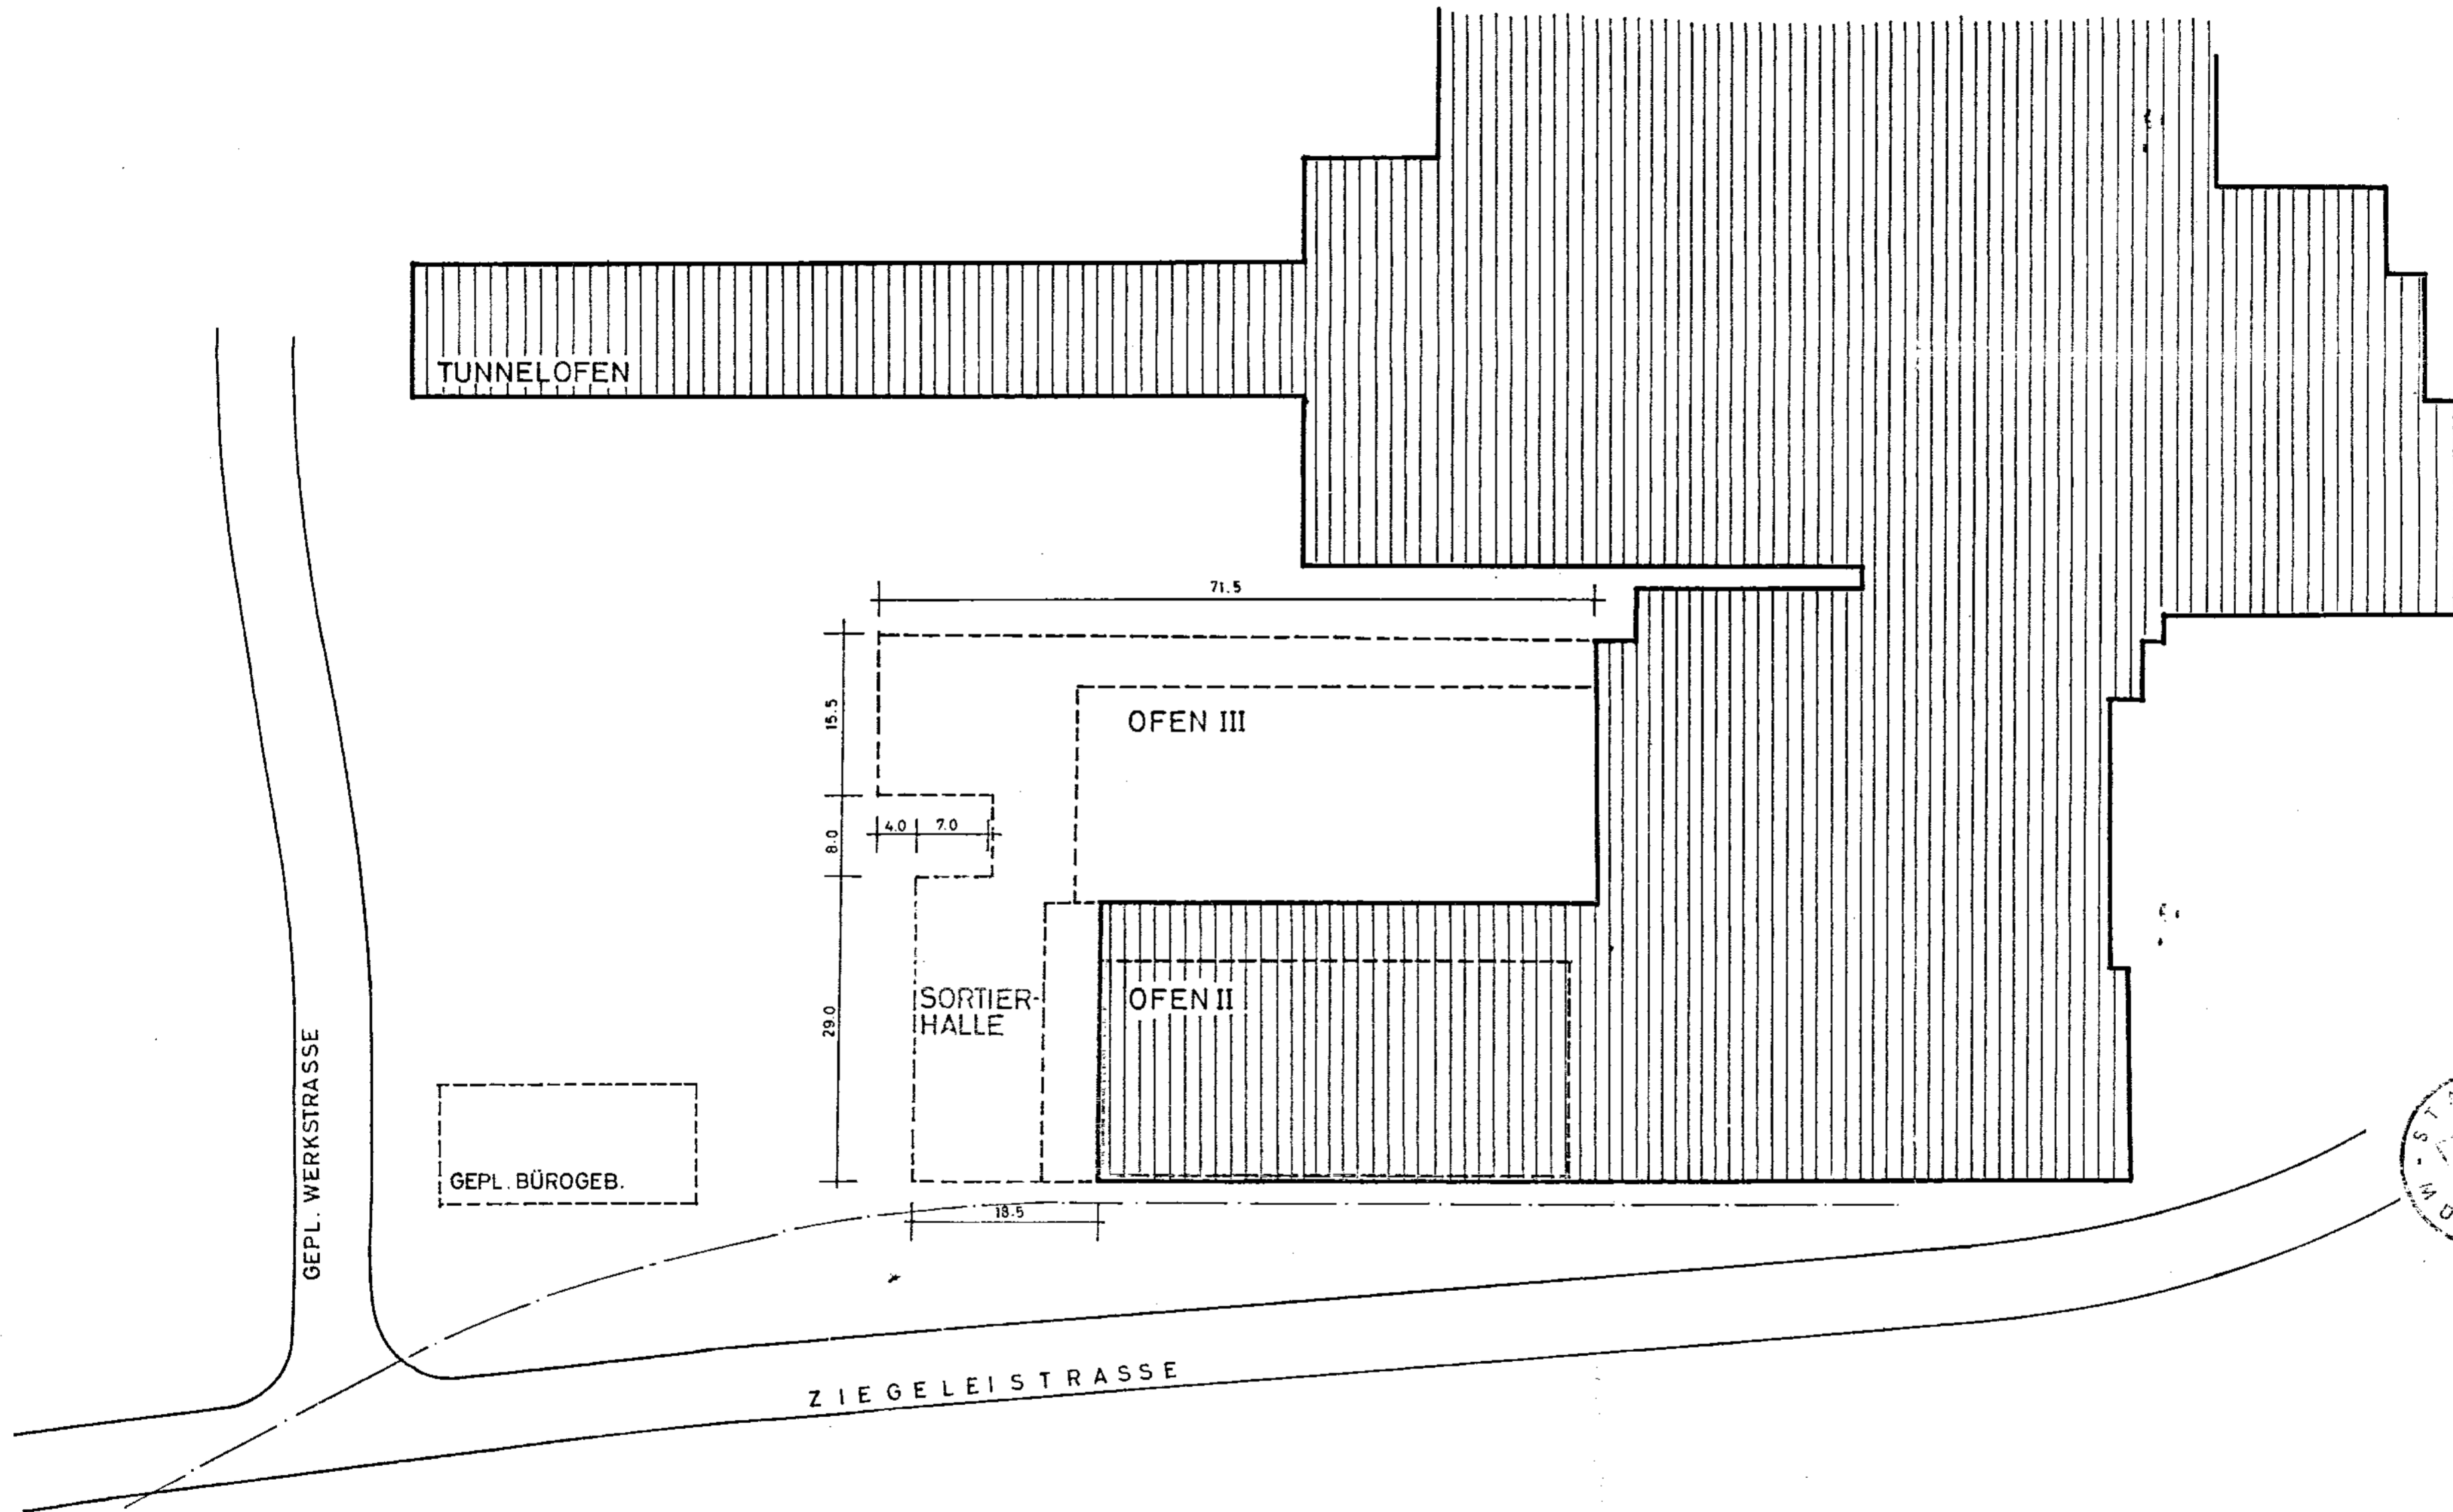 TUNNELOFEN
71.5
15.5
OFEN III
8.0
4.0
7.0
29.0
SORTIER-
HALLE
OFEN II
GEPL. WERKSTRASSE
GEPL. BÜROGEB.
18.5
ZIEGELEISTRASSE